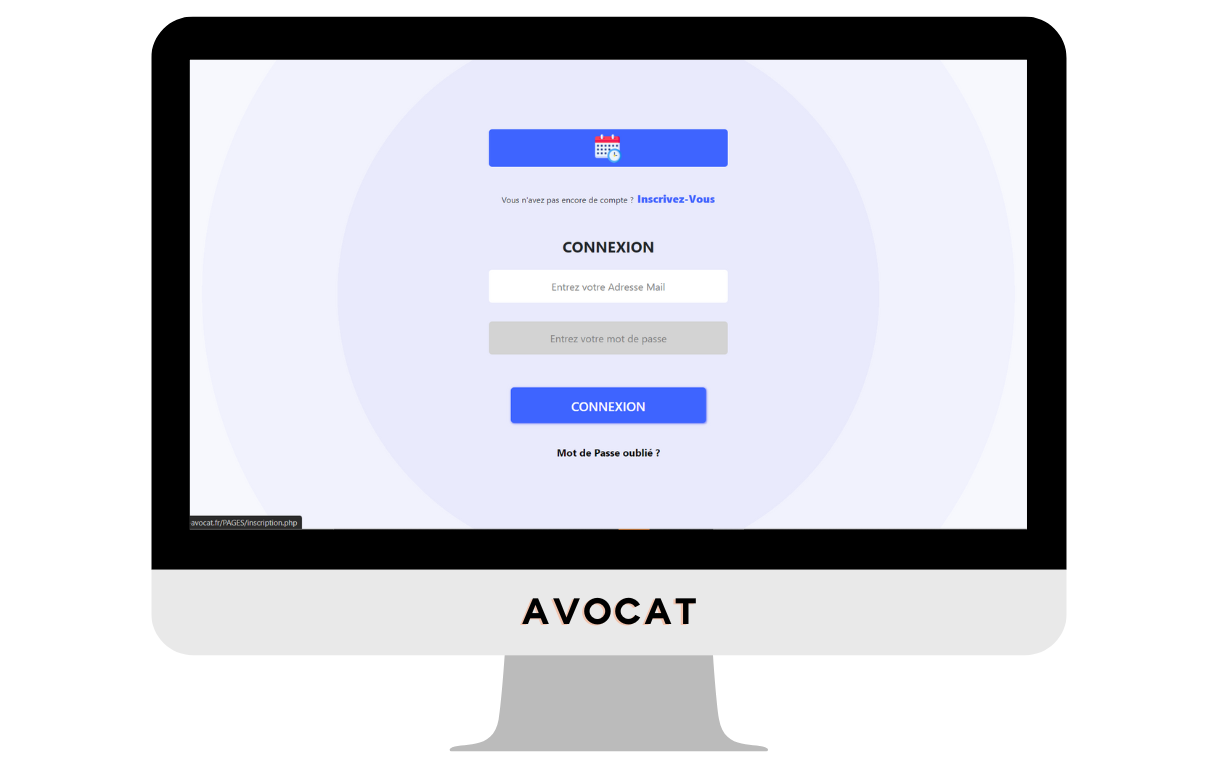 Vous n'avez pas encore de compte ? Inscrivez-Vous
CONNEXION
Entrez votre Adresse Mail
Entrez votre mot de passe
CONNEXION
Mot de Passe oublié ?
avocat.fr/PAGES/inscription.php
AVOCAT